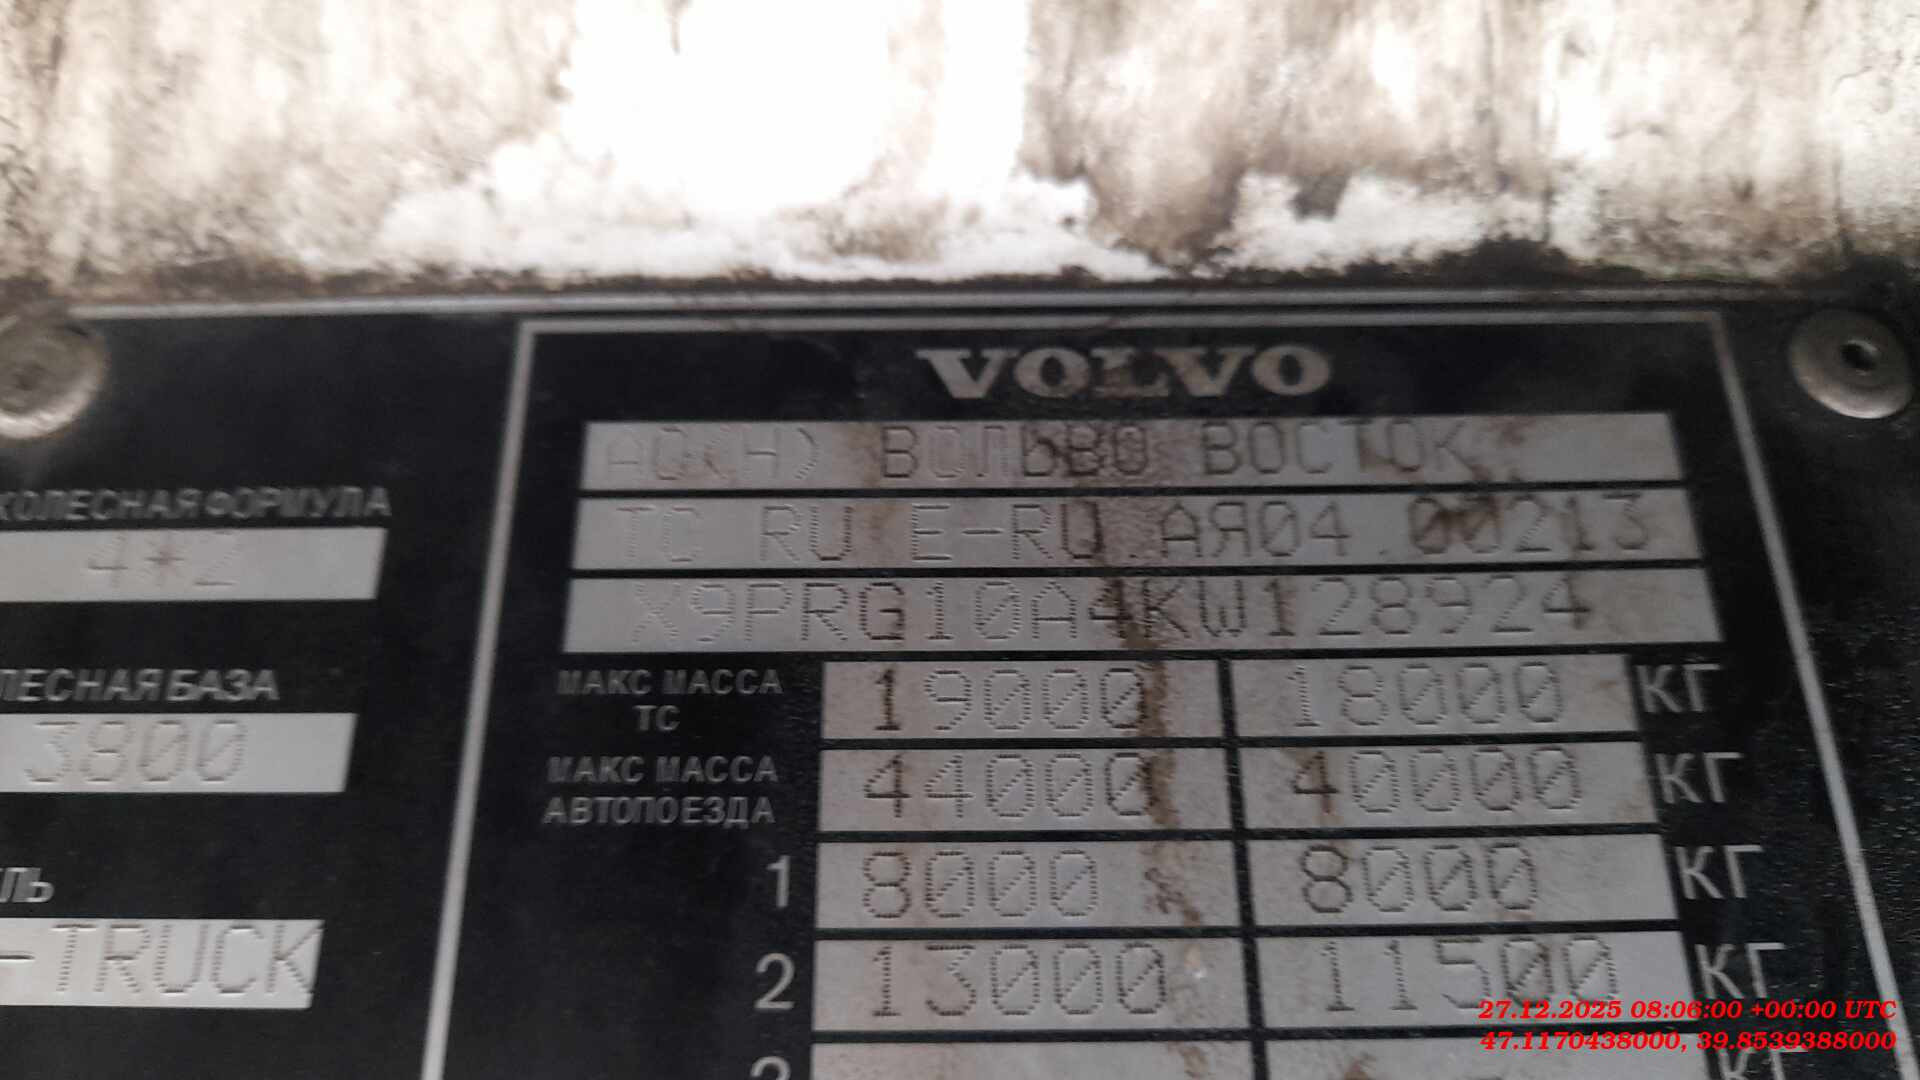 VOLVO
АО(Н) ВОЛЬВО ВОСТОК
ТС RU E-RU.АЯ04.00213
X9PRG10A4KW128924
МАКС МАССА ТС 19000 18000 КГ
МАКС МАССА АВТОПОЕЗДА 44000 40000 КГ
1 8000 8000 КГ
2 13000 11500 КГ
КГ
КОЛЕСНАЯ ФОРМУЛА
4*2
ЛЕСНАЯ БАЗА
3800
ЛЬ
-TRUCK
27.12.2025 08:06:00 +00:00 UTC
47.1170438000, 39.8539388000